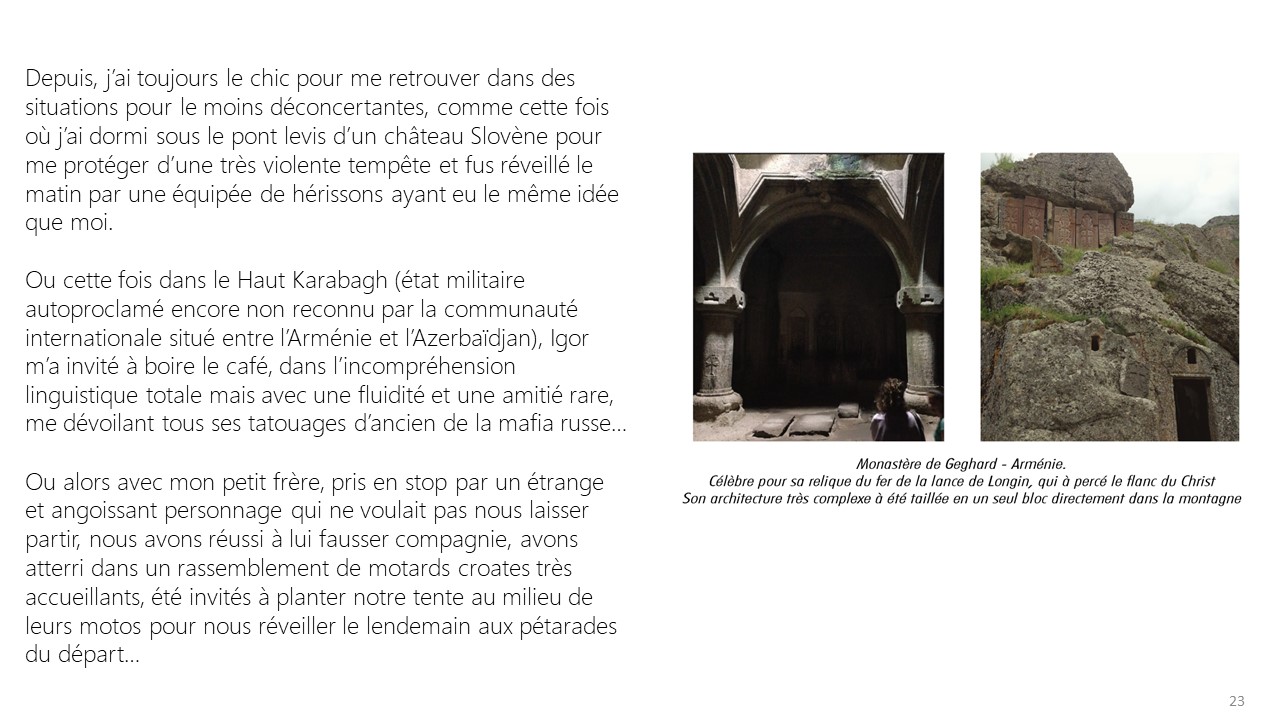 Depuis, j’ai toujours le chic pour me retrouver dans des
situations pour le moins déconcertantes, comme cette fois
où j’ai dormi sous le pont levis d’un château Slovène pour
me protéger d’une très violente tempête et fus réveillé le
matin par une équipée de hérissons ayant eu le même idée
que moi.
Ou cette fois dans le Haut Karabagh (état militaire
autoproclamé encore non reconnu par la communauté
internationale situé entre l’Arménie et l’Azerbaïdjan), Igor
m’a invité à boire le café, dans l’incompréhension
linguistique totale mais avec une fluidité et une amitié rare,
me dévoilant tous ses tatouages d’ancien de la mafia russe…
Ou alors avec mon petit frère, pris en stop par un étrange
et angoissant personnage qui ne voulait pas nous laisser
partir, nous avons réussi à lui fausser compagnie, avons
atterri dans un rassemblement de motards croates très
accueillants, été invités à planter notre tente au milieu de
leurs motos pour nous réveiller le lendemain aux pétarades
du départ…
Monastère de Geghard - Arménie.
Célèbre pour sa relique du fer de la lance de Longin, qui à percé le flanc du Christ
Son architecture très complexe à été taillée en un seul bloc directement dans la montagne
23